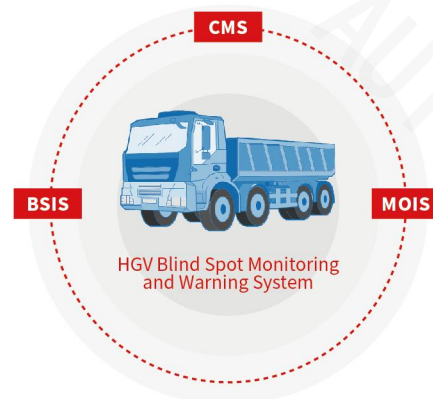 CMS
BSIS
MOIS
HGV Blind Spot Monitoring
and Warning System